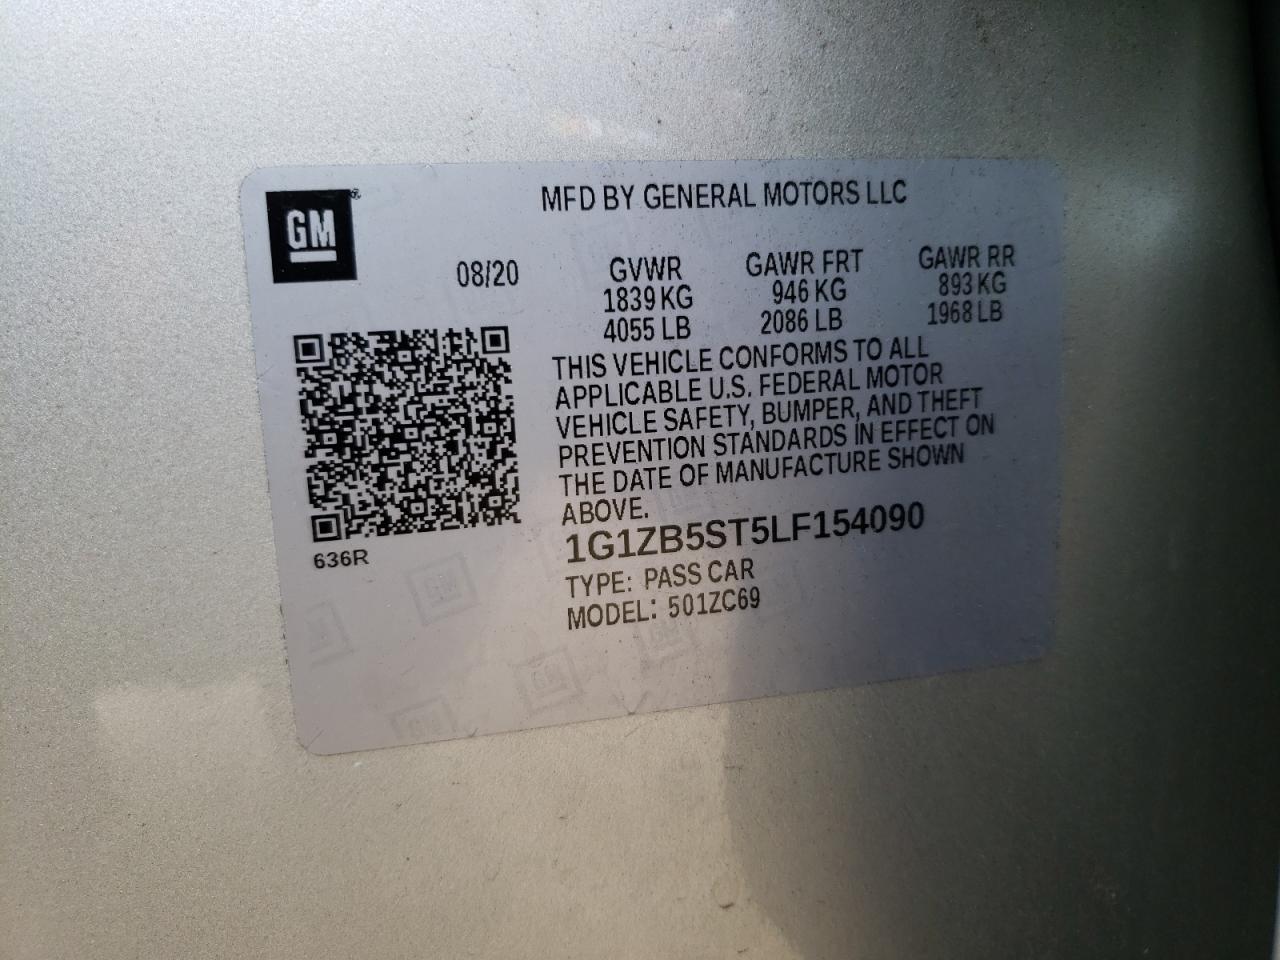 GM
MFD BY GENERAL MOTORS LLC
08/20
GVWR GAWR FRT GAWR RR
1839 KG 946 KG 893 KG
4055 LB 2086 LB 1968 LB
THIS VEHICLE CONFORMS TO ALL
APPLICABLE U.S. FEDERAL MOTOR
VEHICLE SAFETY, BUMPER, AND THEFT
PREVENTION STANDARDS IN EFFECT ON
THE DATE OF MANUFACTURE SHOWN
ABOVE.
1G1ZB5ST5LF154090
TYPE: PASS CAR
MODEL: 501ZC69
636R